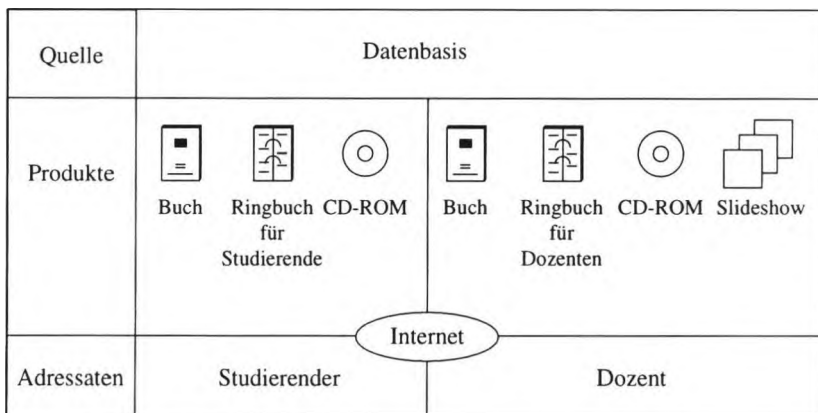 Quelle
Datenbasis
Produkte
Buch
Ringbuch
für
Studierende
CD-ROM
Buch
Ringbuch
für
Dozenten
CD-ROM
Slideshow
Internet
Adressaten
Studierender
Dozent